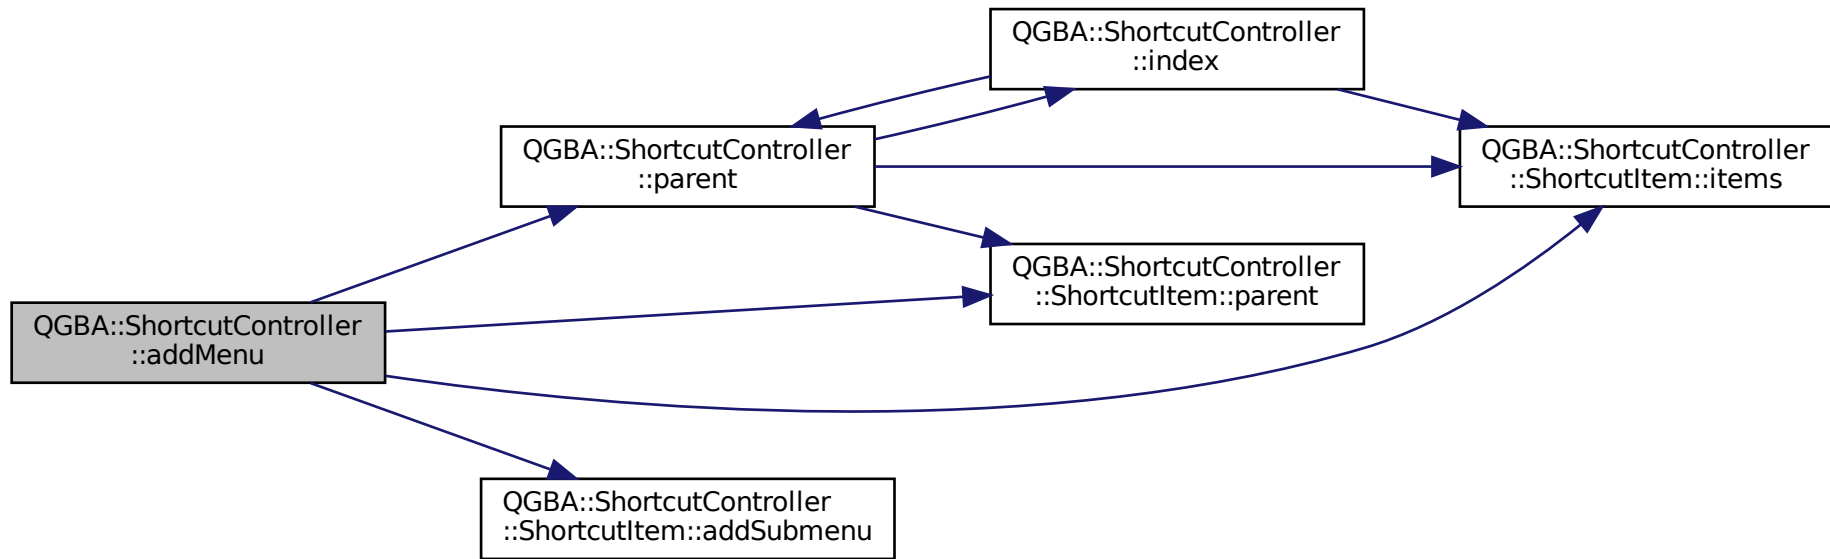 QGBA::ShortcutController
::index
QGBA::ShortcutController
::parent
QGBA::ShortcutController
::ShortcutItem::items
QGBA::ShortcutController
::ShortcutItem::parent
QGBA::ShortcutController
::addMenu
QGBA::ShortcutController
::ShortcutItem::addSubmenu